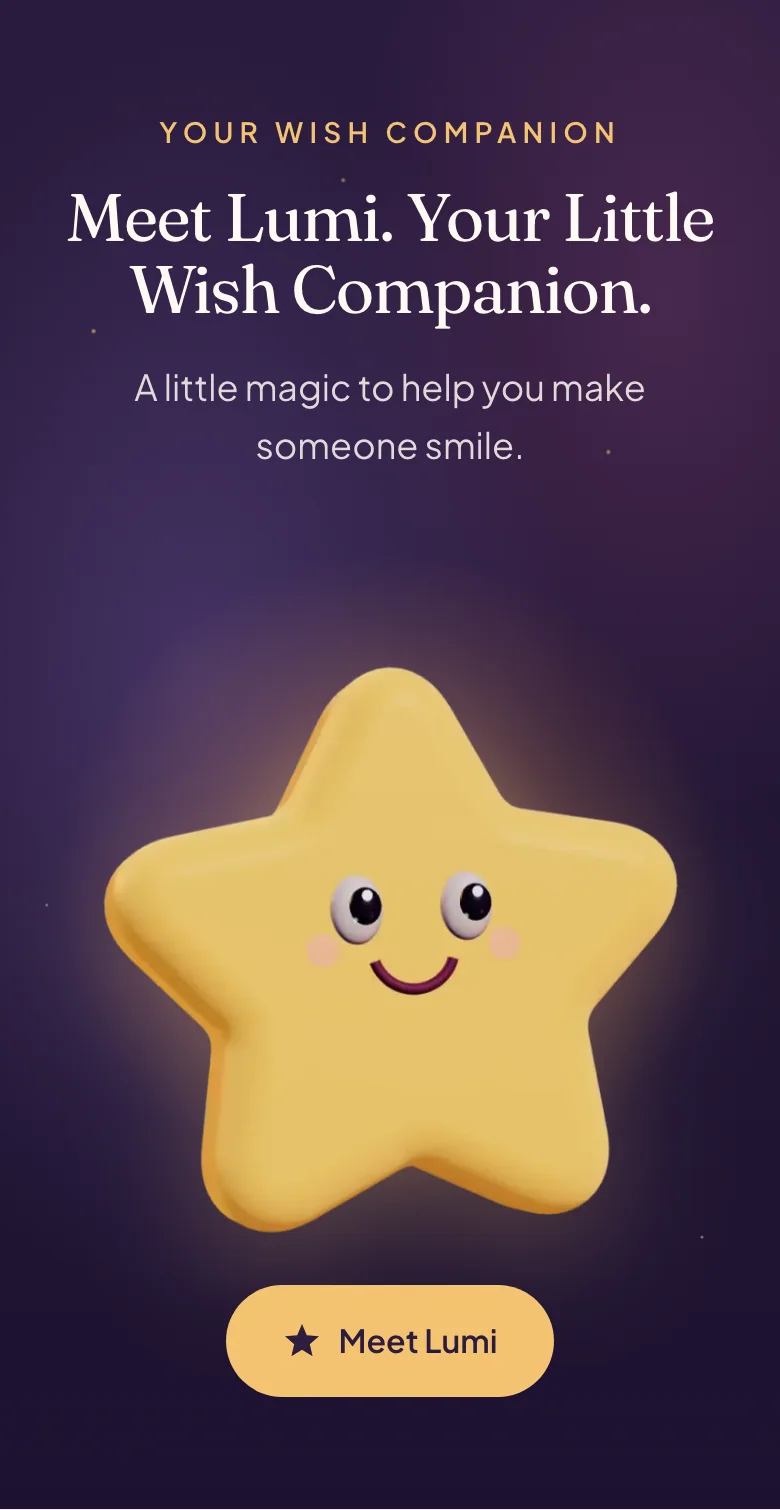 YOUR WISH COMPANION
Meet Lumi. Your Little
Wish Companion.
A little magic to help you make
someone smile.
Meet Lumi